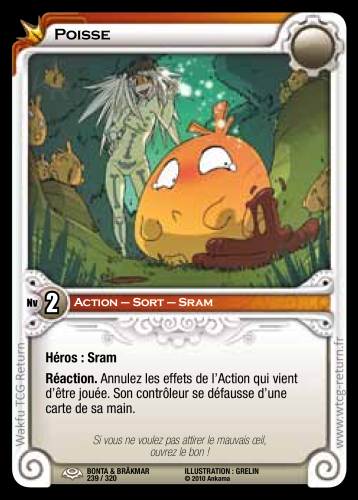 Poisse
Nv 2 Action – Sort – Sram
Héros : Sram
Réaction. Annulez les effets de l'Action qui vient
d'être jouée. Son contrôleur se défausse d'une
carte de sa main.
Si vous ne voulez pas attirer le mauvais œil,
ouvrez le bon !
BONTA & BRÂKMAR
239 / 320
ILLUSTRATION : GRELIN
© 2010 Ankama
Wakfu TCG Return
www.wtcg-return.fr